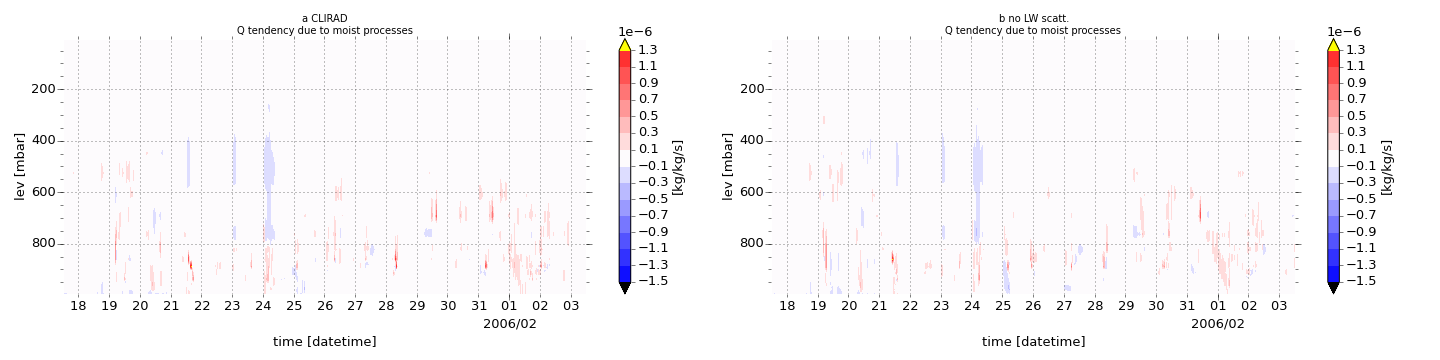 a CLIRAD
Q tendency due to moist processes
lev [mbar]
200
400
600
800
18 19 20 21 22 23 24 25 26 27 28 29 30 31 01 02 03
2006/02
time [datetime]
1e−6
1.3
1.1
0.9
0.7
0.5
0.3
0.1
−0.1
−0.3
−0.5
−0.7
−0.9
−1.1
−1.3
−1.5
[kg/kg/s]
b no LW scatt.
Q tendency due to moist processes
lev [mbar]
200
400
600
800
18 19 20 21 22 23 24 25 26 27 28 29 30 31 01 02 03
2006/02
time [datetime]
1e−6
1.3
1.1
0.9
0.7
0.5
0.3
0.1
−0.1
−0.3
−0.5
−0.7
−0.9
−1.1
−1.3
−1.5
[kg/kg/s]